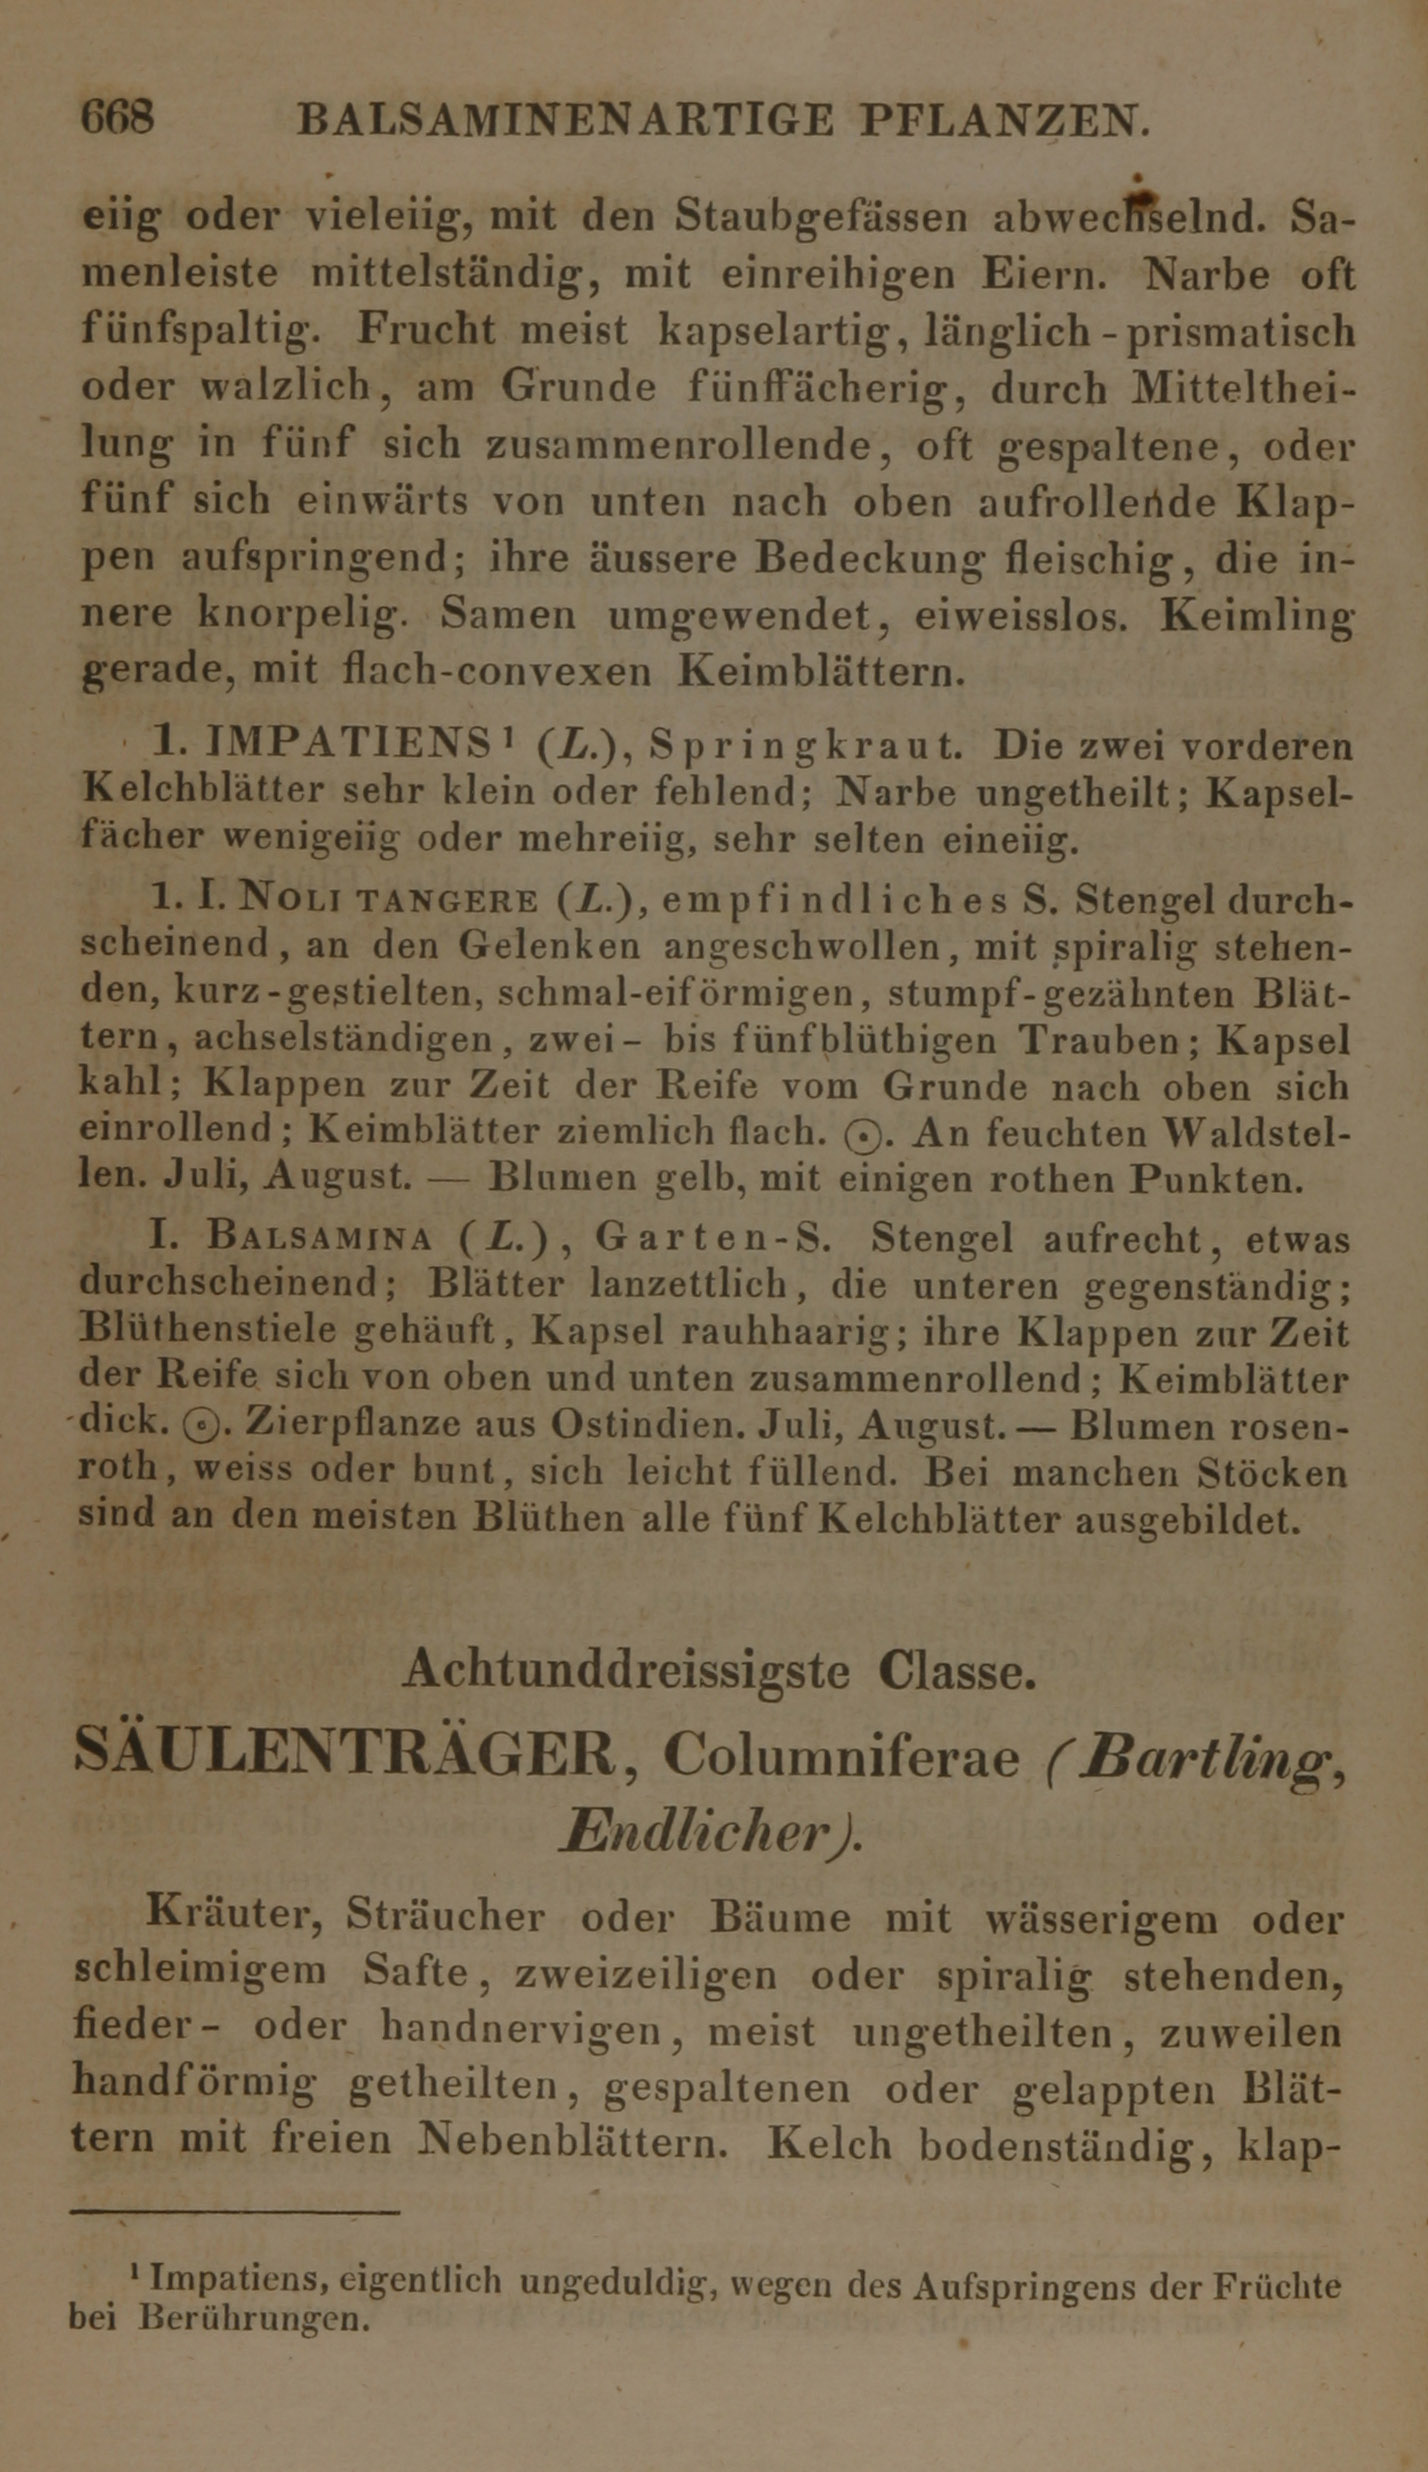 668 BALSAMINENARTIGE PFLANZEN.
eiig oder vieleiig, mit den Staubgefässen abwechselnd. Sa-
menleiste mittelständig, mit einreihigen Eiern. Narbe oft
fünfspaltig. Frucht meist kapselartig, länglich-prismatisch
oder walzlich, am Grunde fünffächerig, durch Mittelthei-
lung in fünf sich zusammenrollende, oft gespaltene, oder
fünf sich einwärts von unten nach oben aufrollende Klap-
pen aufspringend; ihre äussere Bedeckung fleischig, die in-
nere knorpelig. Samen umgewendet, eiweisslos. Keimling
gerade, mit flach-convexen Keimblättern.
1. IMPATIENS¹ (L.), Springkraut. Die zwei vorderen
Kelchblätter sehr klein oder fehlend; Narbe ungetheilt; Kapsel-
fächer wenigeiig oder mehreiig, sehr selten eineiig.
1. I. NOLI TANGERE (L.), empfindliches S. Stengel durch-
scheinend, an den Gelenken angeschwollen, mit spiralig stehen-
den, kurz-gestielten, schmal-eiförmigen, stumpf-gezähnten Blät-
tern, achselständigen, zwei- bis fünfblüthigen Trauben; Kapsel
kahl; Klappen zur Zeit der Reife vom Grunde nach oben sich
einrollend; Keimblätter ziemlich flach. ⊙. An feuchten Waldstel-
len. Juli, August. — Blumen gelb, mit einigen rothen Punkten.
I. BALSAMINA (L.), Garten-S. Stengel aufrecht, etwas
durchscheinend; Blätter lanzettlich, die unteren gegenständig;
Blüthenstiele gehäuft, Kapsel rauhhaarig; ihre Klappen zur Zeit
der Reife sich von oben und unten zusammenrollend; Keimblätter
dick. ⊙. Zierpflanze aus Ostindien. Juli, August. — Blumen rosen-
roth, weiss oder bunt, sich leicht füllend. Bei manchen Stöcken
sind an den meisten Blüthen alle fünf Kelchblätter ausgebildet.
Achtunddreissigste Classe.
SÄULENTRÄGER, Columniferae (Bartling,
Endlicher).
Kräuter, Sträucher oder Bäume mit wässerigem oder
schleimigem Safte, zweizeiligen oder spiralig stehenden,
fieder- oder handnervigen, meist ungetheilten, zuweilen
handförmig getheilten, gespaltenen oder gelappten Blät-
tern mit freien Nebenblättern. Kelch bodenständig, klap-
¹ Impatiens, eigentlich ungeduldig, wegen des Aufspringens der Früchte
bei Berührungen.